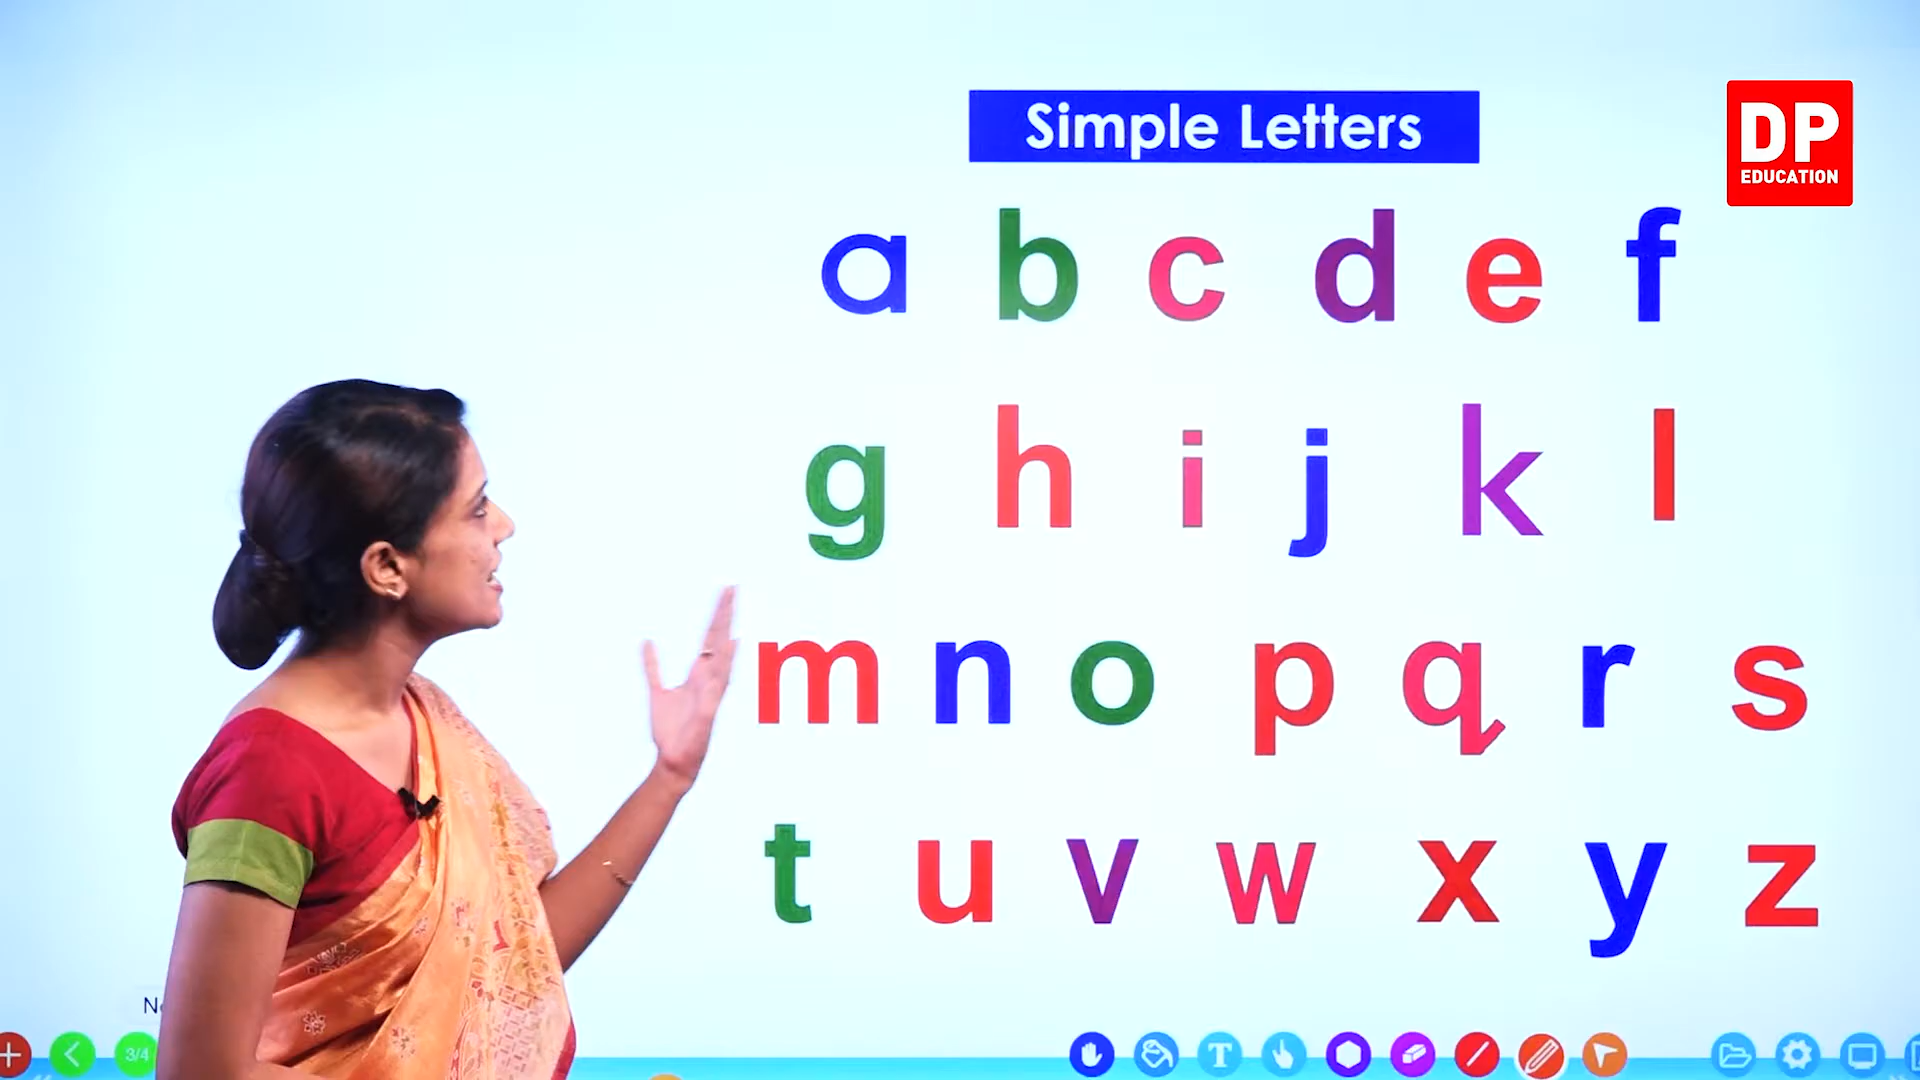 Simple Letters
DP
EDUCATION
a b c d e f
g h i j k l
m n o p q r s
t u v w x y z
3/4
T